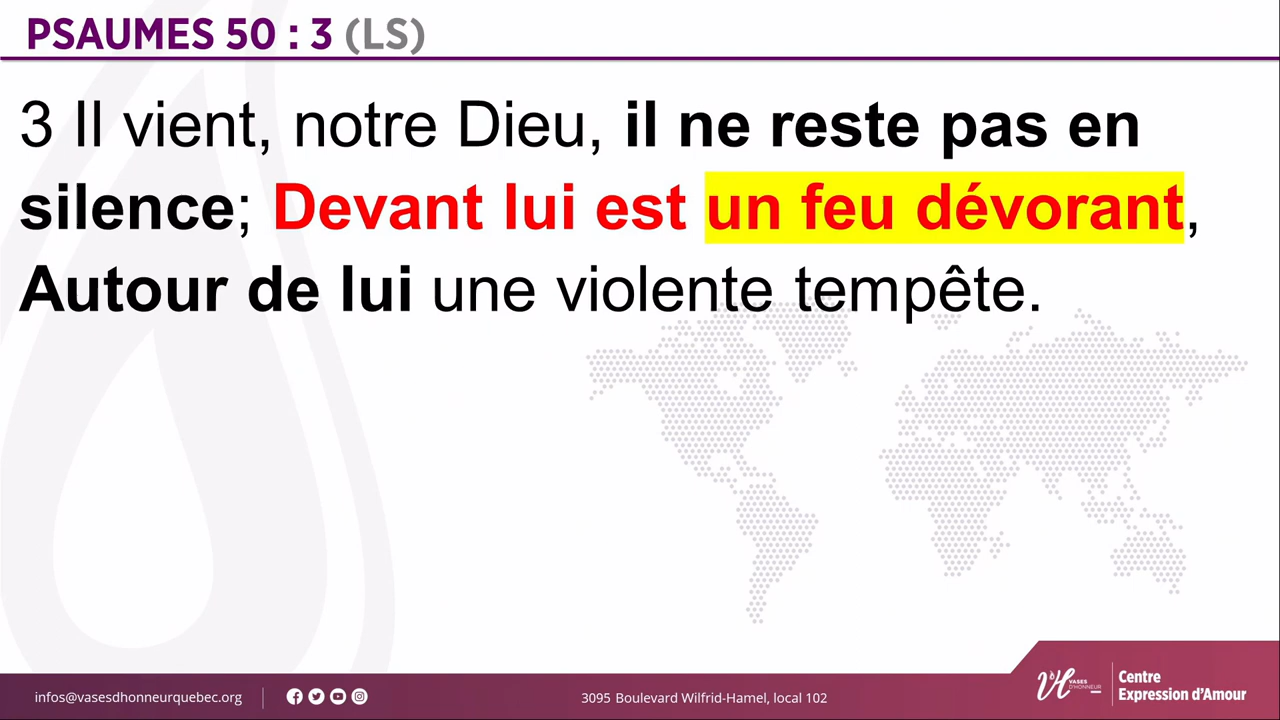 PSAUMES 50 : 3 (LS)
3 Il vient, notre Dieu, il ne reste pas en
silence; Devant lui est un feu dévorant,
Autour de lui une violente tempête.
infos@vasesdhonneurquebec.org
3095 Boulevard Wilfrid-Hamel, local 102
VH VASES D'HONNEUR
Centre
Expression d'Amour